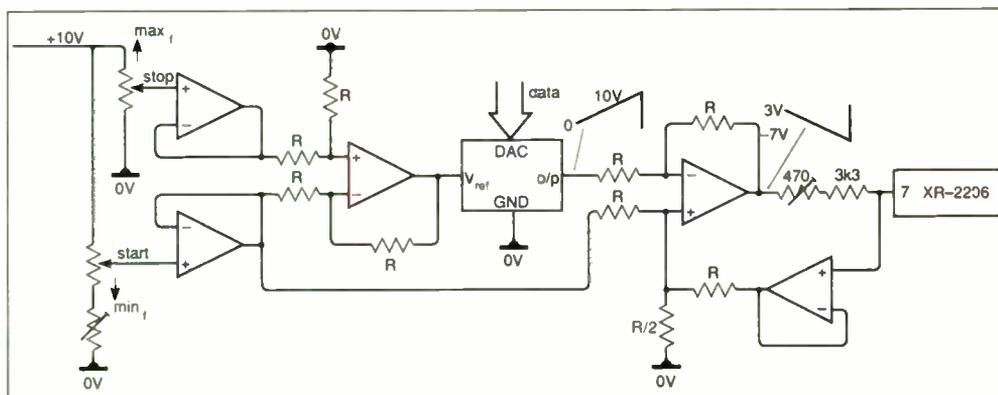 +10V
max f
stop
0V
0V
R
R
R
R
start
min f
0V
data
DAC
Vref
o/p
GND
0V
0
10V
R
R
R
3V
-7V
470
3k3
7 XR-2206
R
R/2
0V